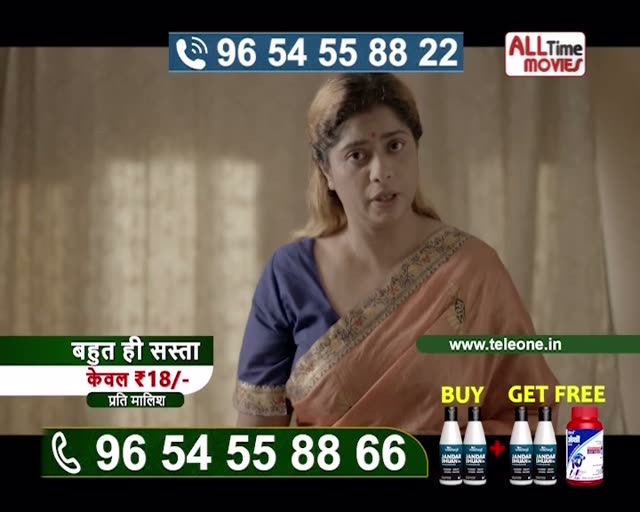 96 54 55 88 22
ALL Time
MOVIES
बहुत ही सस्ता
केवल ₹18/-
प्रति मालिश
www.teleone.in
BUY GET FREE
96 54 55 88 66